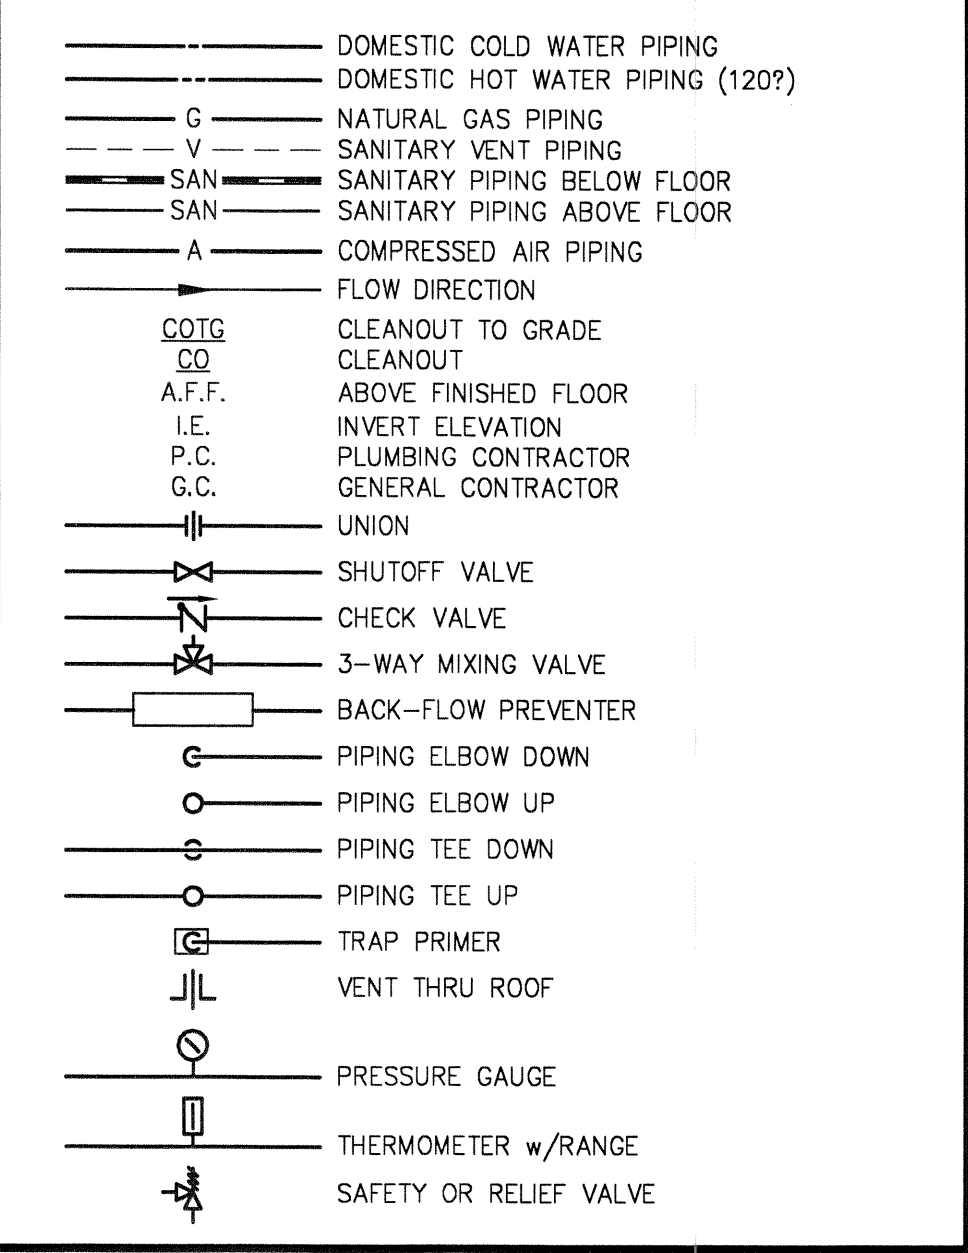 DOMESTIC COLD WATER PIPING
DOMESTIC HOT WATER PIPING (120?)
G NATURAL GAS PIPING
V SANITARY VENT PIPING
SAN SANITARY PIPING BELOW FLOOR
SAN SANITARY PIPING ABOVE FLOOR
A COMPRESSED AIR PIPING
FLOW DIRECTION
COTG CLEANOUT TO GRADE
CO CLEANOUT
A.F.F. ABOVE FINISHED FLOOR
I.E. INVERT ELEVATION
P.C. PLUMBING CONTRACTOR
G.C. GENERAL CONTRACTOR
UNION
SHUTOFF VALVE
CHECK VALVE
3-WAY MIXING VALVE
BACK-FLOW PREVENTER
PIPING ELBOW DOWN
PIPING ELBOW UP
PIPING TEE DOWN
PIPING TEE UP
TRAP PRIMER
VENT THRU ROOF
PRESSURE GAUGE
THERMOMETER w/RANGE
SAFETY OR RELIEF VALVE